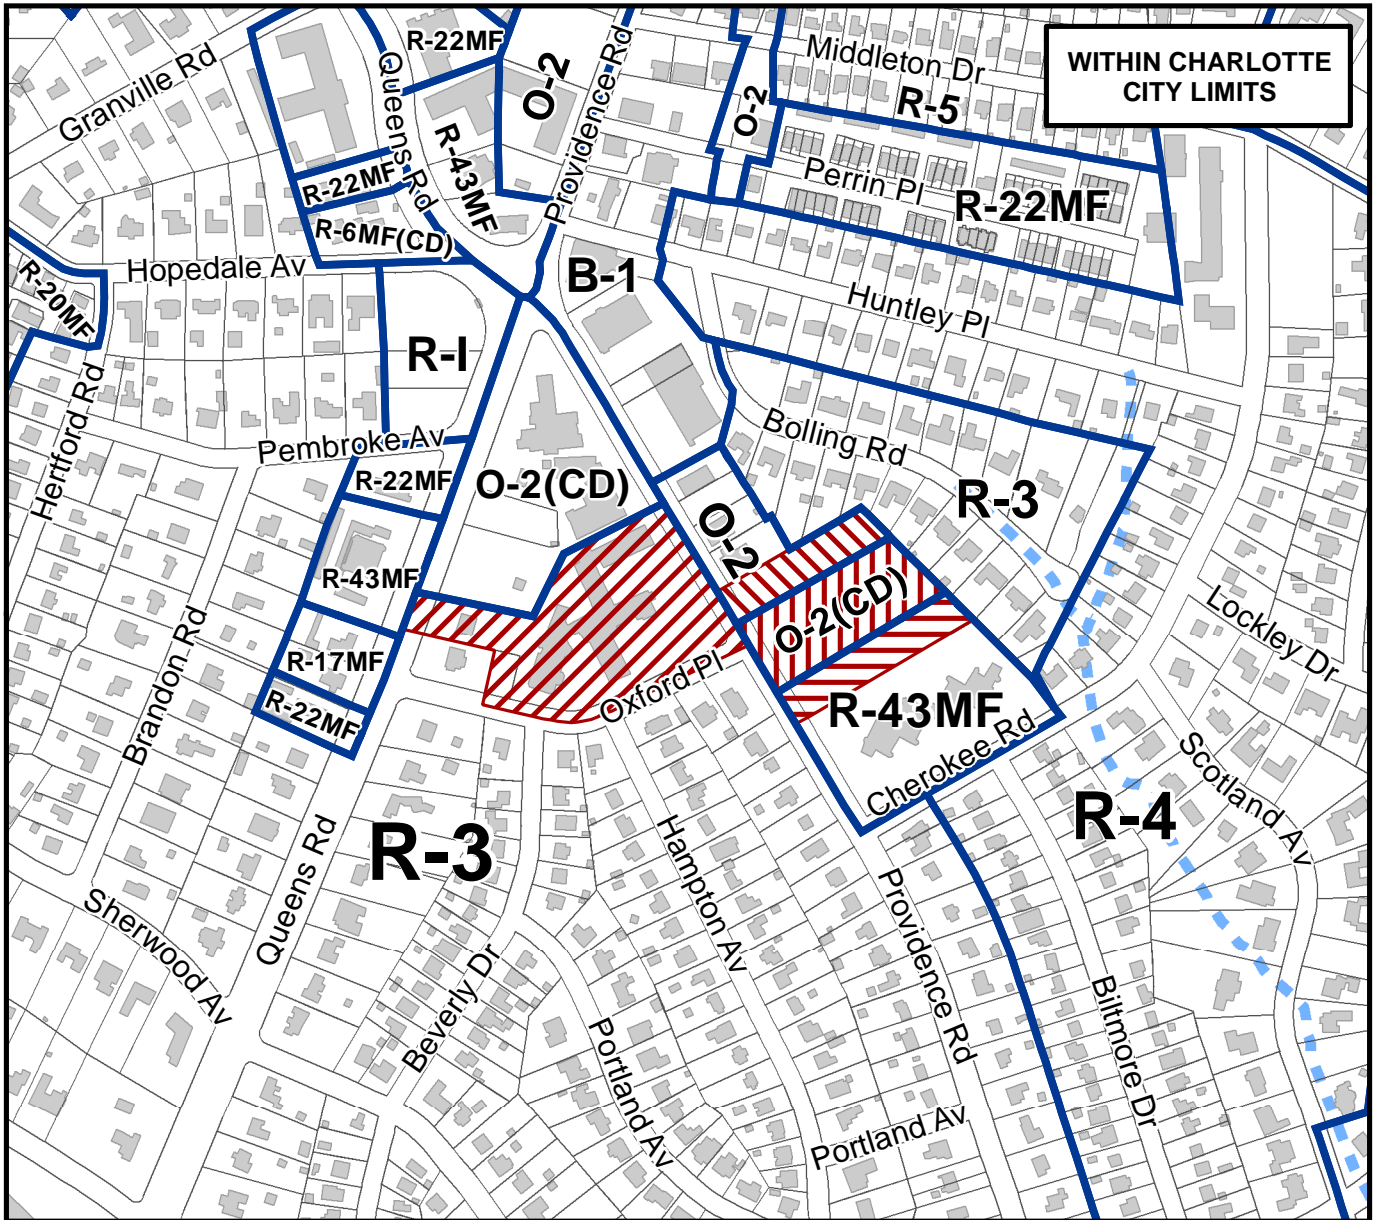 R-22MF
Middleton Dr
WITHIN CHARLOTTE
CITY LIMITS
Granville Rd
Queens Rd
O-2
Providence Rd
O-2
R-5
R-43MF
Perrin Pl
R-22MF
R-22MF
R-6MF(CD)
Hopedale Av
B-1
R-20MF
Huntley Pl
R-I
Hertford Rd
Pembroke Av
Bolling Rd
R-22MF
O-2(CD)
R-3
O-2
R-43MF
O-2(CD)
Lockley Dr
Brandon Rd
R-17MF
Oxford Pl
R-22MF
R-43MF
Cherokee Rd
Scotland Av
R-4
R-3
Hampton Av
Queens Rd
Providence Rd
Sherwood Av
Beverly Dr
Biltmore Dr
Portland Av
Portland Av